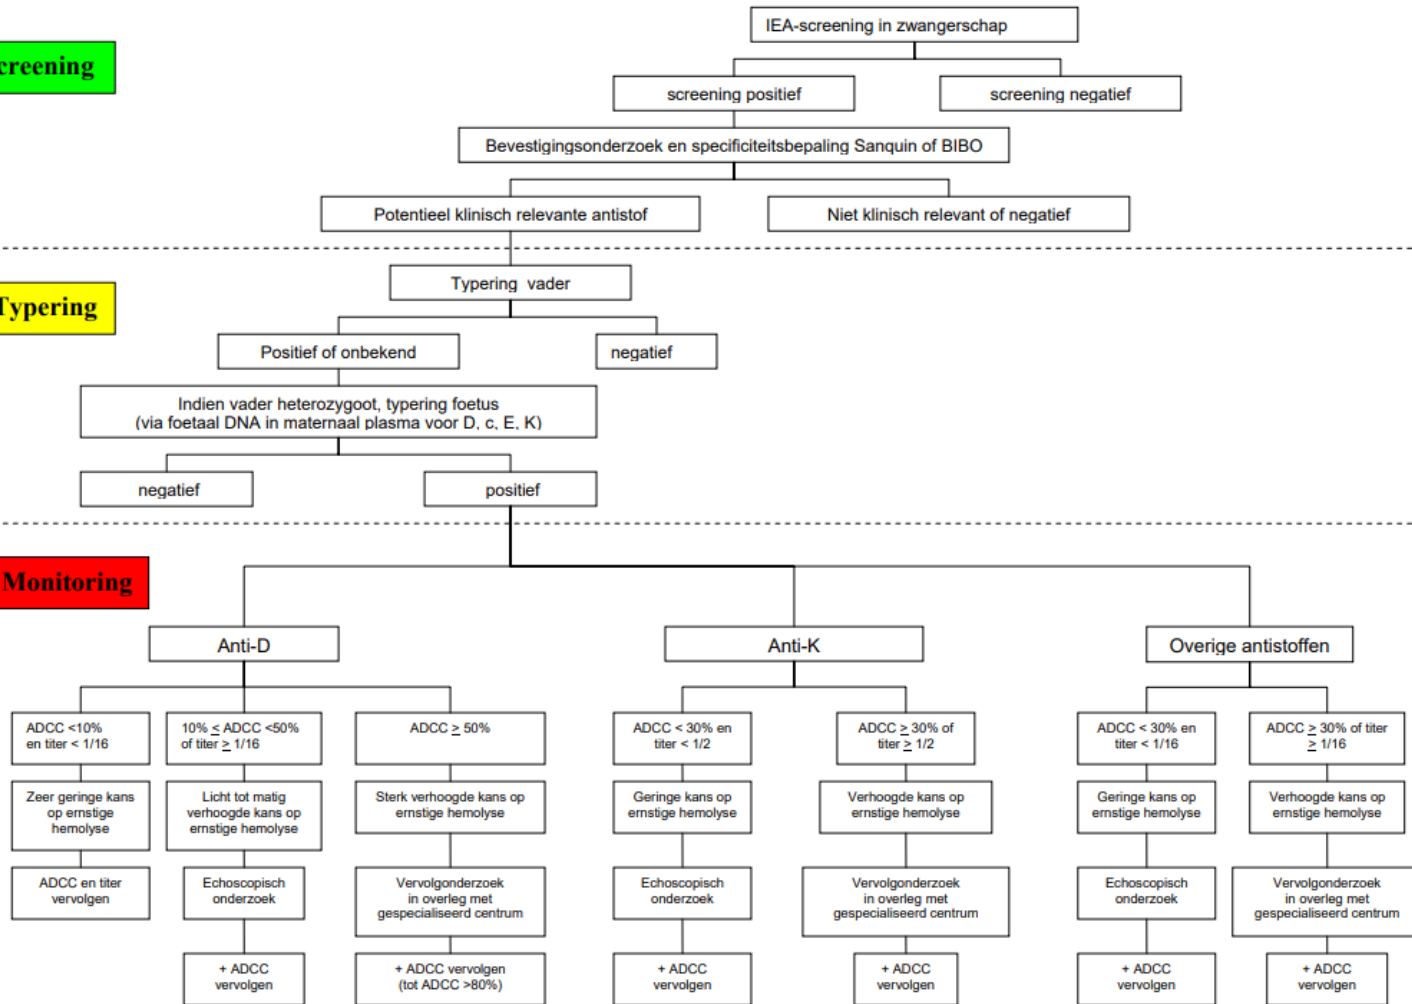 IEA-screening in zwangerschap
creening
screening positief
screening negatief
Bevestigingsonderzoek en specificiteitsbepaling Sanquin of BIBO
Potentieel klinisch relevante antistof
Niet klinisch relevant of negatief
Typering
Typering vader
Positief of onbekend
negatief
Indien vader heterozygoot, typering foetus
(via foetaal DNA in maternaal plasma voor D, c, E, K)
negatief
positief
Monitoring
Anti-D
Anti-K
Overige antistoffen
ADCC <10%
en titer < 1/16
10% ≤ ADCC <50%
of titer ≥ 1/16
ADCC ≥ 50%
ADCC < 30% en
titer < 1/2
ADCC ≥ 30% of
titer ≥ 1/2
ADCC < 30% en
titer < 1/16
ADCC ≥ 30% of titer
≥ 1/16
Zeer geringe kans
op ernstige
hemolyse
Licht tot matig
verhoogde kans op
ernstige hemolyse
Sterk verhoogde kans op
ernstige hemolyse
Geringe kans op
ernstige hemolyse
Verhoogde kans op
ernstige hemolyse
Geringe kans op
ernstige hemolyse
Verhoogde kans op
ernstige hemolyse
ADCC en titer
vervolgen
Echoscopisch
onderzoek
Vervolgonderzoek
in overleg met
gespecialiseerd centrum
Echoscopisch
onderzoek
Vervolgonderzoek
in overleg met
gespecialiseerd centrum
Echoscopisch
onderzoek
Vervolgonderzoek
in overleg met
gespecialiseerd centrum
+ ADCC
vervolgen
+ ADCC vervolgen
(tot ADCC >80%)
+ ADCC
vervolgen
+ ADCC
vervolgen
+ ADCC
vervolgen
+ ADCC
vervolgen